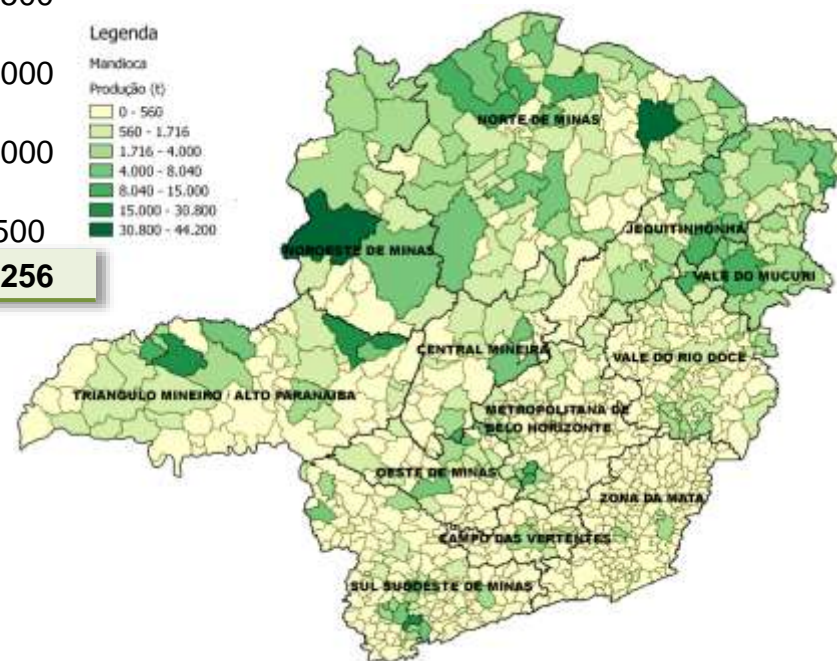 000
Legenda
Mandioca
000
Produção (t)
0 - 560
560 - 1.716
1.716 - 4.000
000
4.000 - 8.040
8.040 - 15.000
15.000 - 30.800
500
30.800 - 44.200
256
NORTE DE MINAS
JEQUITINHONHA
NOROESTE DE MINAS
VALE DO MUCURI
CENTRAL MINEIRA
VALE DO RIO DOCE
TRIANGULO MINEIRO / ALTO PARANAIBA
METROPOLITANA DE
BELO HORIZONTE
OESTE DE MINAS
ZONA DA MATA
CAMPO DAS VERTENTES
SUL SUDOESTE DE MINAS